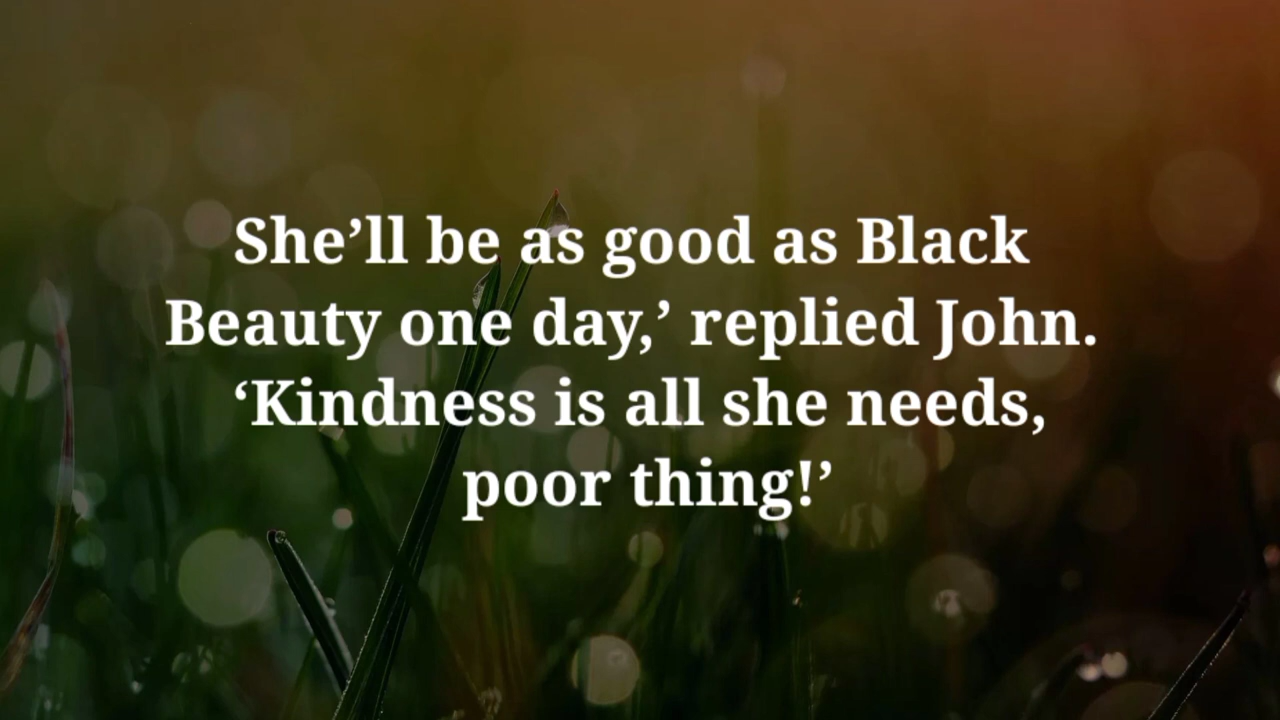 She’ll be as good as Black
Beauty one day,’ replied John.
‘Kindness is all she needs,
poor thing!’